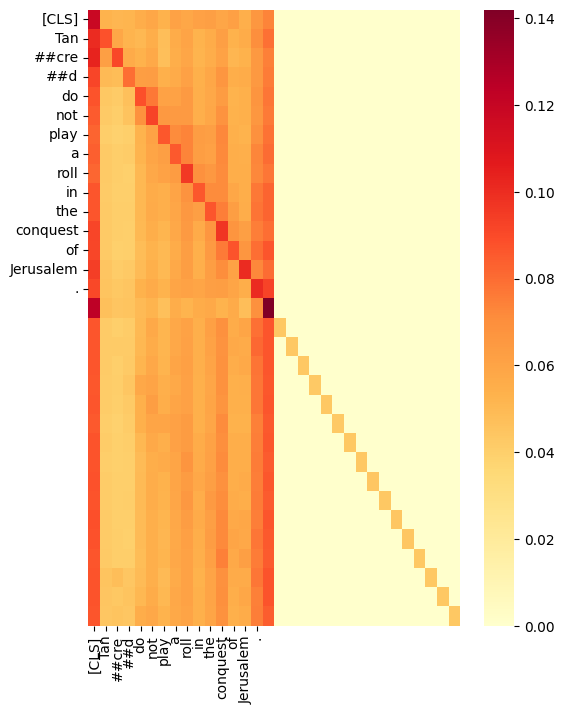 [CLS]
Tan
##cre
##d
do
not
play
a
roll
in
the
conquest
of
Jerusalem
.
[CLS]
Tan
##cre
##d
do
not
play
a
roll
in
the
conquest
of
Jerusalem
.
0.14
0.12
0.10
0.08
0.06
0.04
0.02
0.00